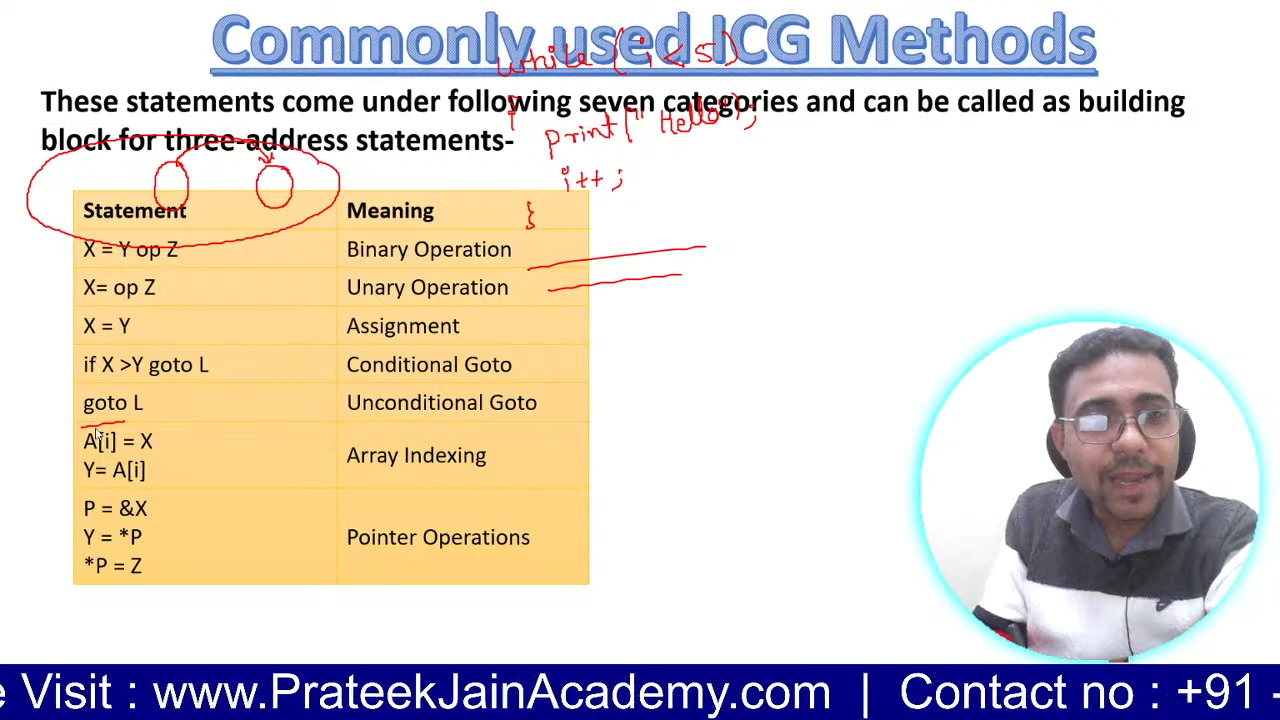 Commonly used ICG Methods
while (i < 5)
These statements come under following seven categories and can be called as building
{
print("Hello");
block for three-address statements-
i++;
}
Statement Meaning
X = Y op Z Binary Operation
X= op Z Unary Operation
X = Y Assignment
if X >Y goto L Conditional Goto
goto L Unconditional Goto
A[i] = X
Y= A[i]
Array Indexing
P = &X
Y = *P
*P = Z
Pointer Operations
e Visit : www.PrateekJainAcademy.com | Contact no : +91 -